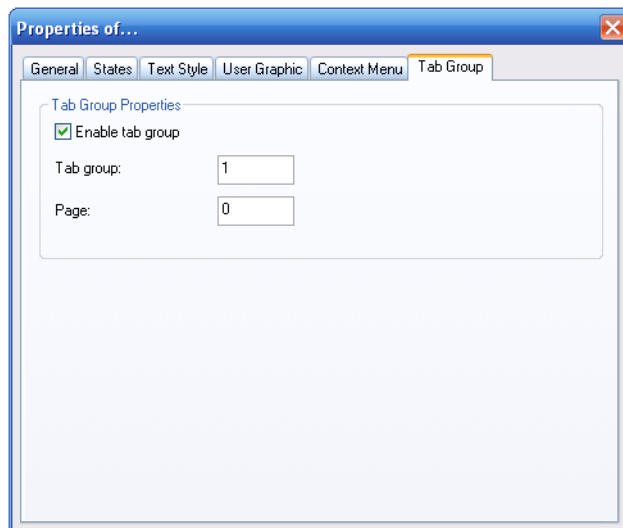 Properties of...
General States Text Style User Graphic Context Menu Tab Group
Tab Group Properties
Enable tab group
Tab group: 1
Page: 0